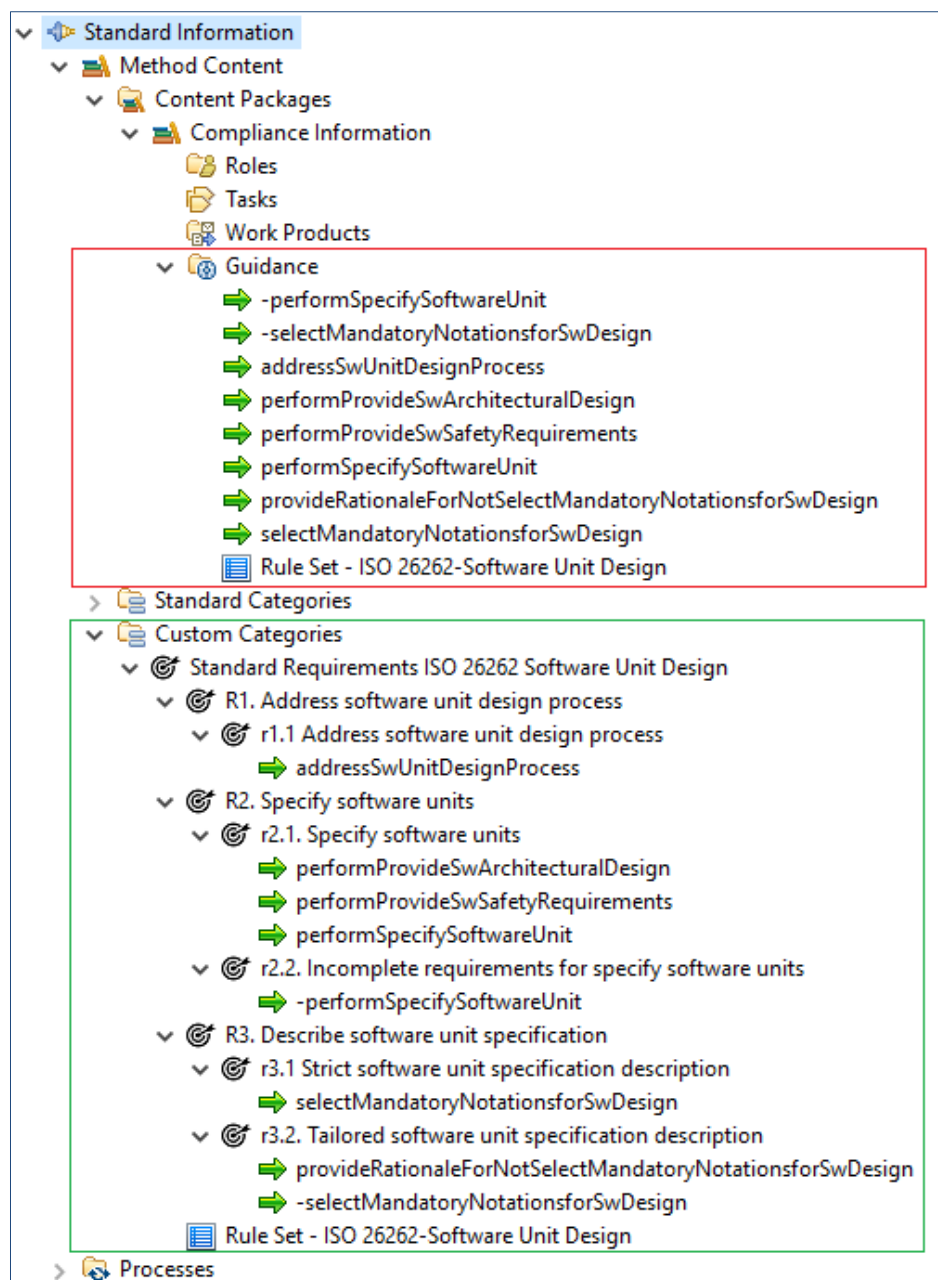 Standard Information
Method Content
Content Packages
Compliance Information
Roles
Tasks
Work Products
Guidance
-performSpecifySoftwareUnit
-selectMandatoryNotationsforSwDesign
addressSwUnitDesignProcess
performProvideSwArchitecturalDesign
performProvideSwSafetyRequirements
performSpecifySoftwareUnit
provideRationaleForNotSelectMandatoryNotationsforSwDesign
selectMandatoryNotationsforSwDesign
Rule Set - ISO 26262-Software Unit Design
Standard Categories
Custom Categories
Standard Requirements ISO 26262 Software Unit Design
R1. Address software unit design process
r1.1 Address software unit design process
addressSwUnitDesignProcess
R2. Specify software units
r2.1. Specify software units
performProvideSwArchitecturalDesign
performProvideSwSafetyRequirements
performSpecifySoftwareUnit
r2.2. Incomplete requirements for specify software units
-performSpecifySoftwareUnit
R3. Describe software unit specification
r3.1 Strict software unit specification description
selectMandatoryNotationsforSwDesign
r3.2. Tailored software unit specification description
provideRationaleForNotSelectMandatoryNotationsforSwDesign
-selectMandatoryNotationsforSwDesign
Rule Set - ISO 26262-Software Unit Design
Processes